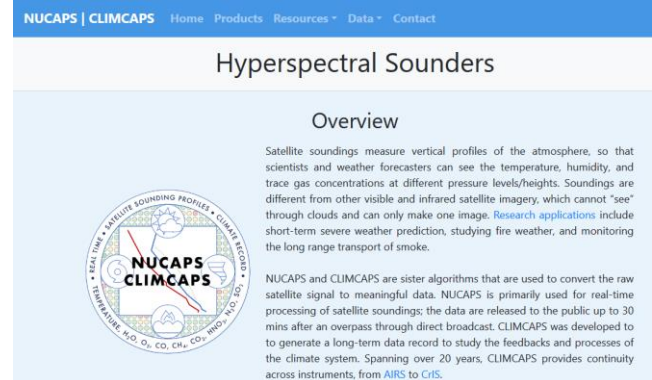 NUCAPS | CLIMCAPS Home Products Resources Data Contact
Hyperspectral Sounders
Overview
Satellite soundings measure vertical profiles of the atmosphere, so that
scientists and weather forecasters can see the temperature, humidity, and
trace gas concentrations at different pressure levels/heights. Soundings are
different from other visible and infrared satellite imagery, which cannot "see"
through clouds and can only make one image. Research applications include
short-term severe weather prediction, studying fire weather, and monitoring
the long range transport of smoke.
REAL TIME • SATELLITE SOUNDING PROFILES • CLIMATE RECORD •
NUCAPS
CLIMCAPS
TEMPERATURE, H₂O, O₃, CO, CH₄, CO₂, HNO₃, N₂O, SO₂
NUCAPS and CLIMCAPS are sister algorithms that are used to convert the raw
satellite signal to meaningful data. NUCAPS is primarily used for real-time
processing of satellite soundings; the data are released to the public up to 30
mins after an overpass through direct broadcast. CLIMCAPS was developed to
to generate a long-term data record to study the feedbacks and processes of
the climate system. Spanning over 20 years, CLIMCAPS provides continuity
across instruments, from AIRS to CrIS.